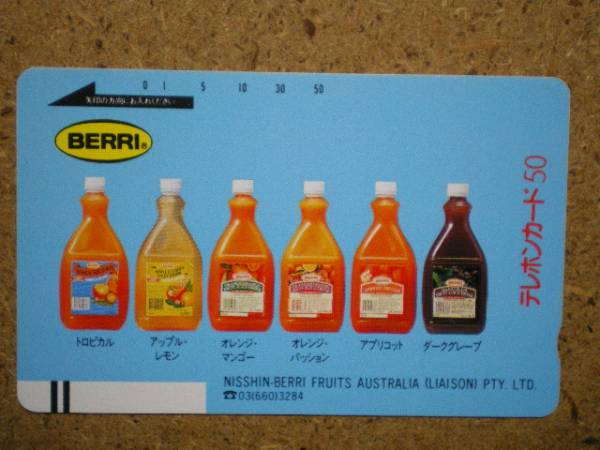 0 1 5 10 30 50
矢印の方向にお入れください
BERRI®
テレホンカード50
トロピカル
アップル・
レモン
オレンジ・
マンゴー
オレンジ・
パッション
アプリコット
ダークグレープ
NISSHIN-BERRI FRUITS AUSTRALIA (LIAISON) PTY. LTD.
☎03(660)3284